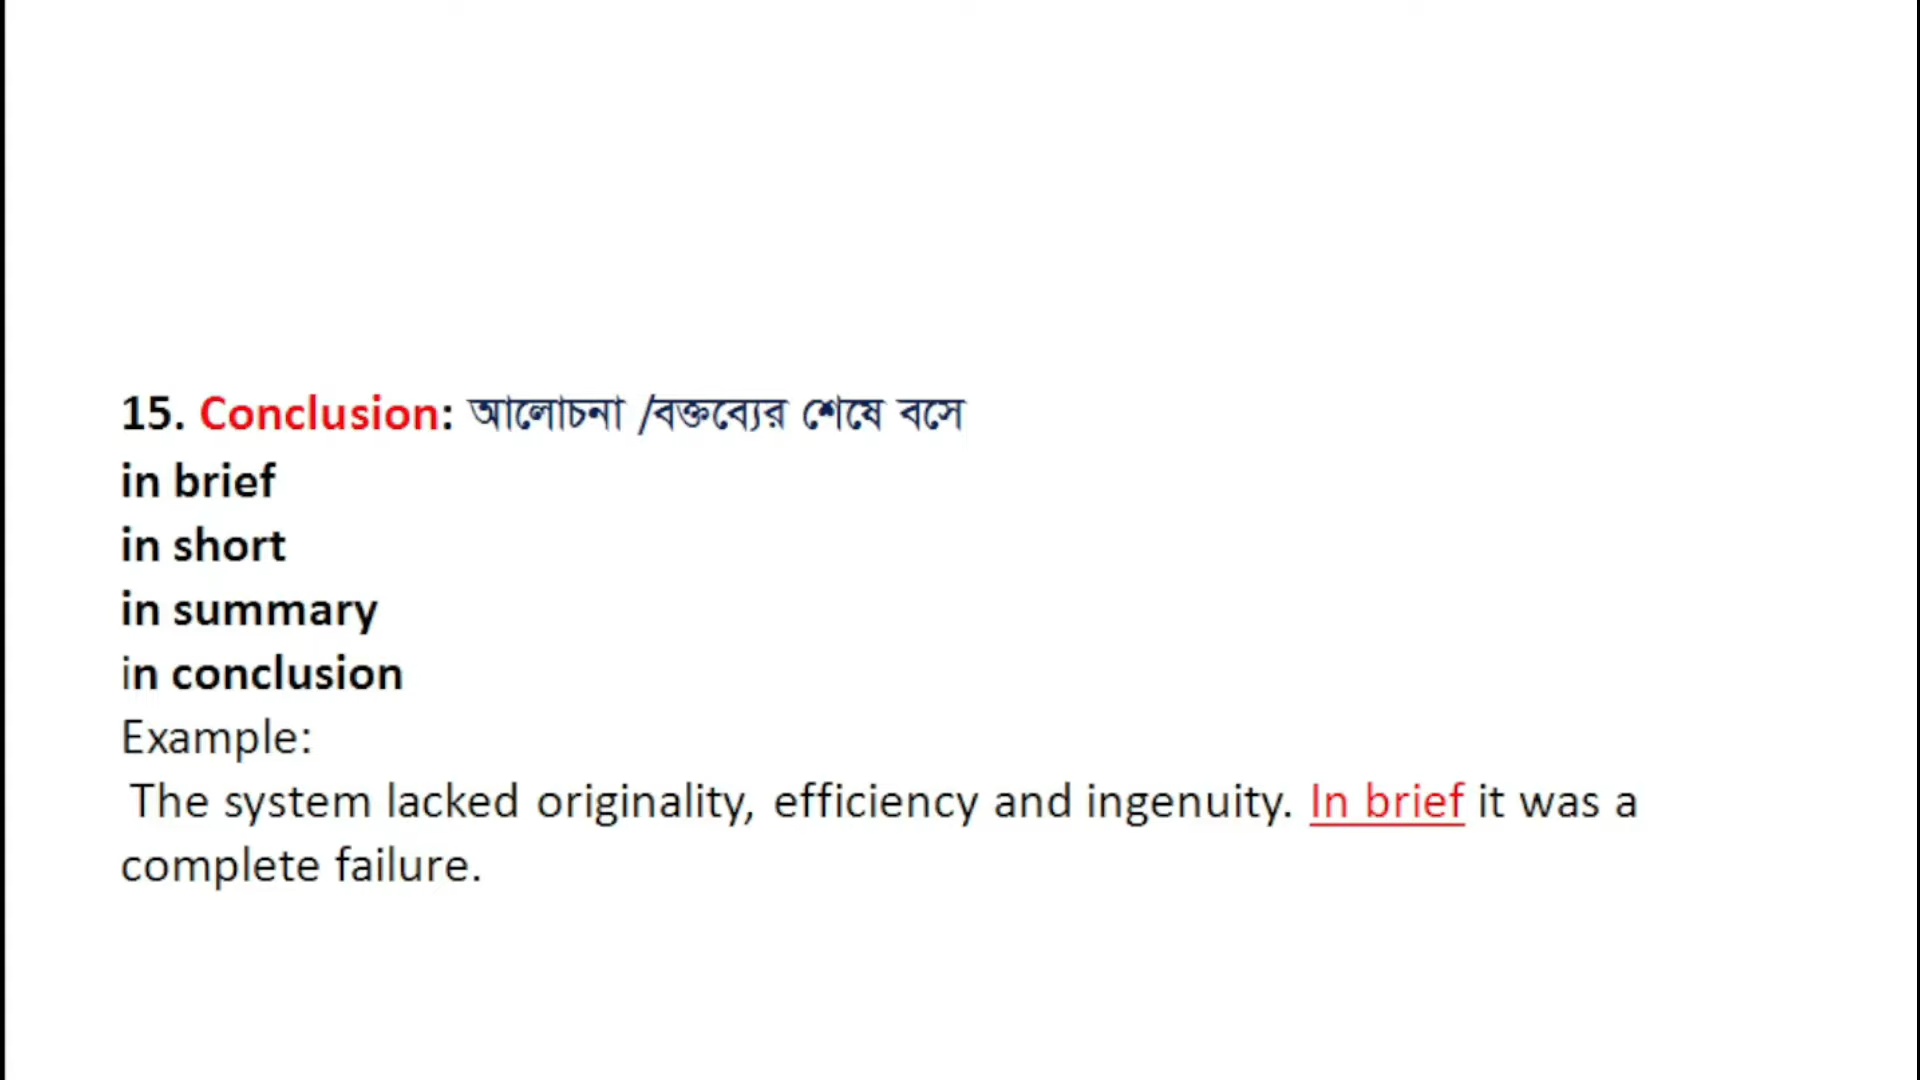 15. Conclusion: আলোচনা /বক্তব্যের শেষে বসে
in brief
in short
in summary
in conclusion
Example:
The system lacked originality, efficiency and ingenuity. In brief it was a
complete failure.